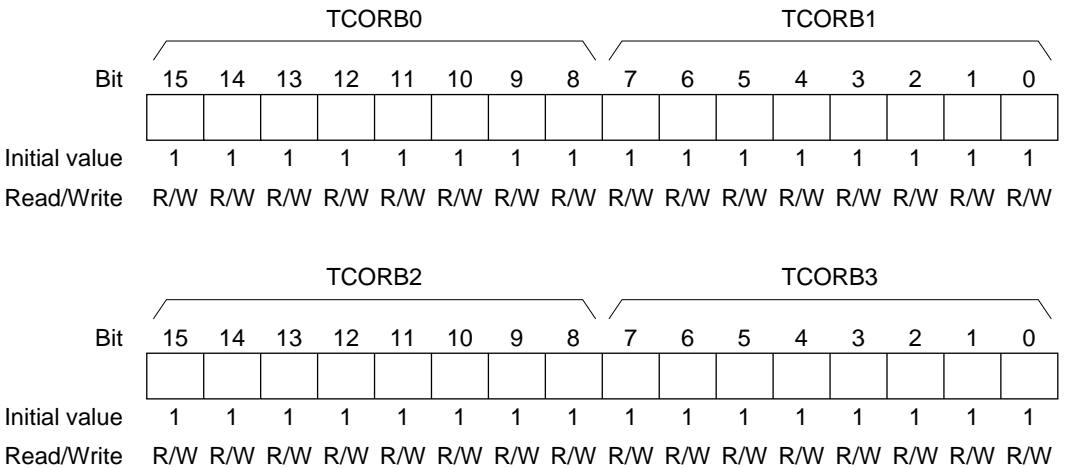 TCORB0 TCORB1
Bit 15 14 13 12 11 10 9 8 7 6 5 4 3 2 1 0
Initial value 1 1 1 1 1 1 1 1 1 1 1 1 1 1 1 1
Read/Write R/W R/W R/W R/W R/W R/W R/W R/W R/W R/W R/W R/W R/W R/W R/W R/W
TCORB2 TCORB3
Bit 15 14 13 12 11 10 9 8 7 6 5 4 3 2 1 0
Initial value 1 1 1 1 1 1 1 1 1 1 1 1 1 1 1 1
Read/Write R/W R/W R/W R/W R/W R/W R/W R/W R/W R/W R/W R/W R/W R/W R/W R/W